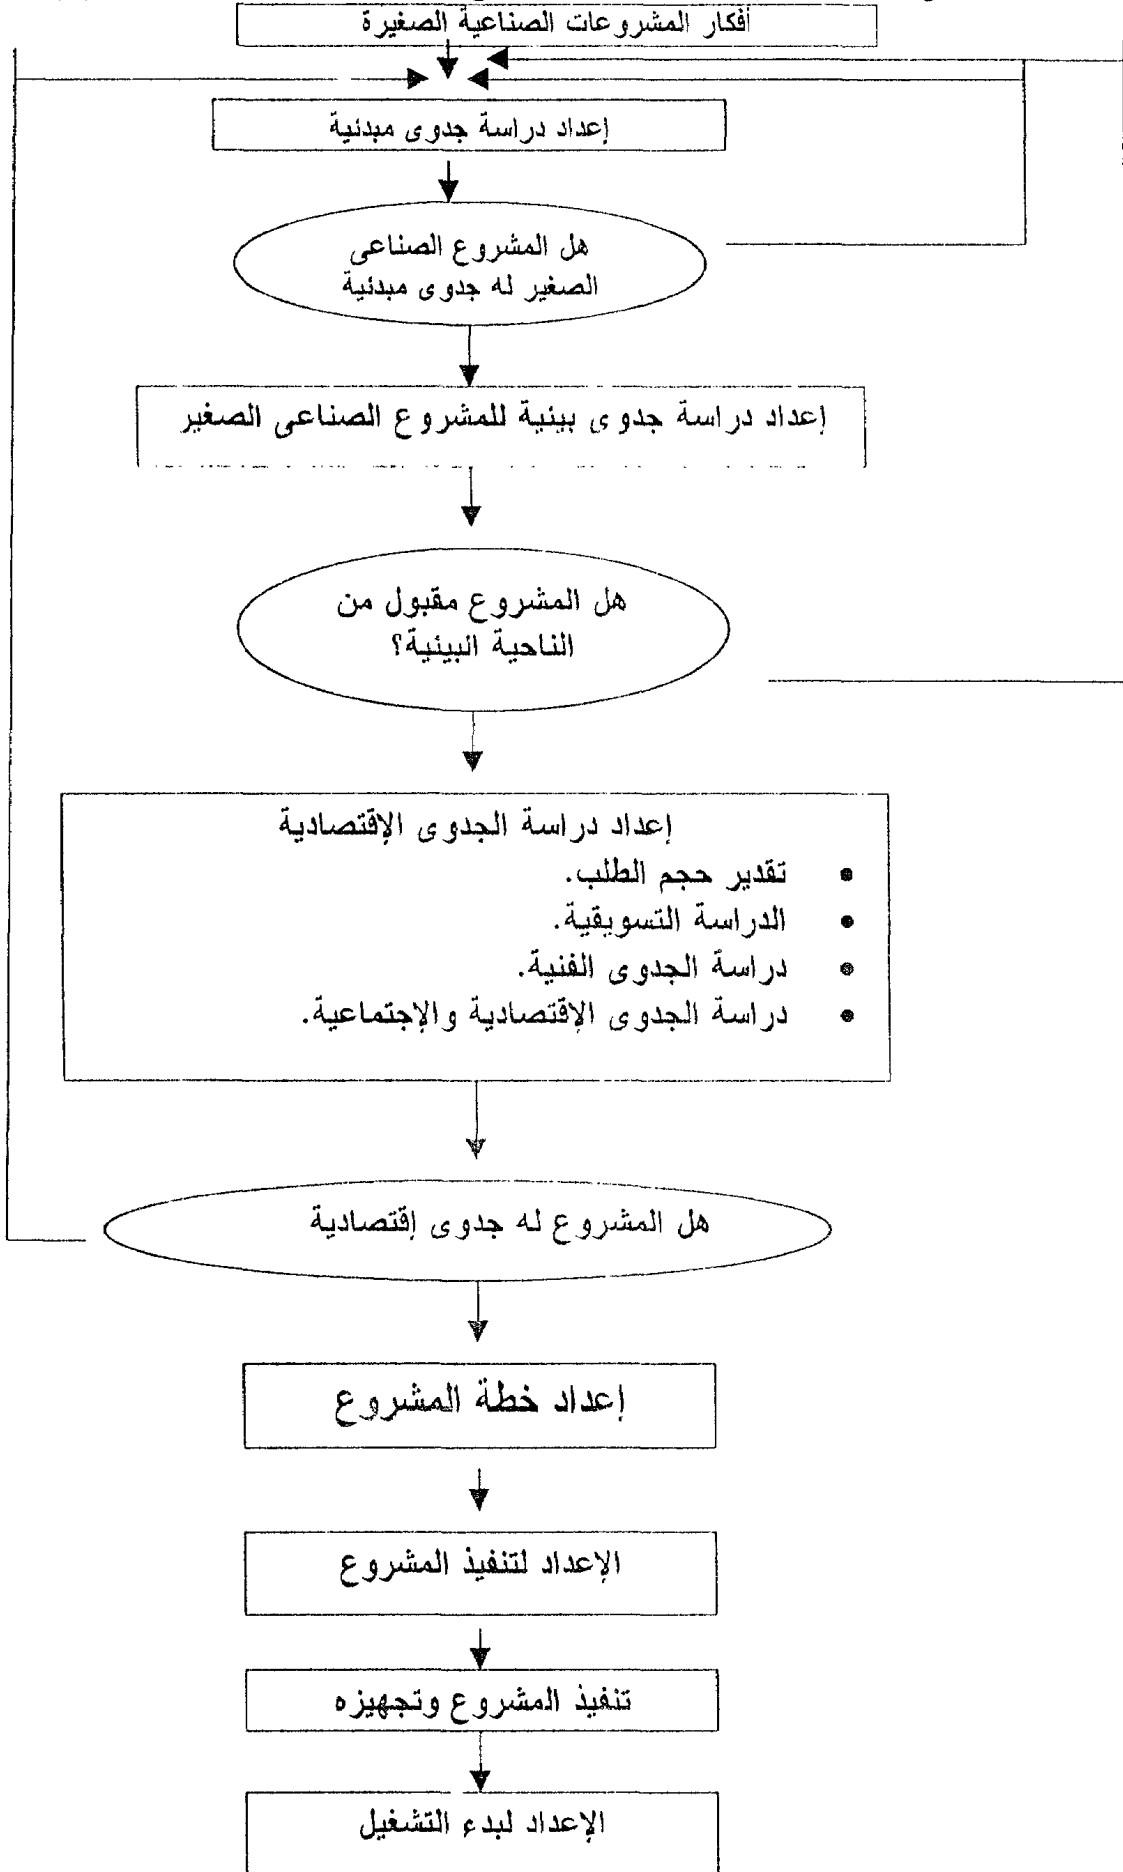 أفكار المشروعات الصناعية الصغيرة
إعداد دراسة جدوى مبدئية
هل المشروع الصناعى
الصغير له جدوى مبدئية
إعداد دراسة جدوى بيئية للمشروع الصناعى الصغير
هل المشروع مقبول من
الناحية البيئية؟
إعداد دراسة الجدوى الإقتصادية
• تقدير حجم الطلب.
• الدراسة التسويقية.
• دراسة الجدوى الفنية.
• دراسة الجدوى الإقتصادية والإجتماعية.
هل المشروع له جدوى إقتصادية
إعداد خطة المشروع
الإعداد لتنفيذ المشروع
تنفيذ المشروع وتجهيزه
الإعداد لبدء التشغيل